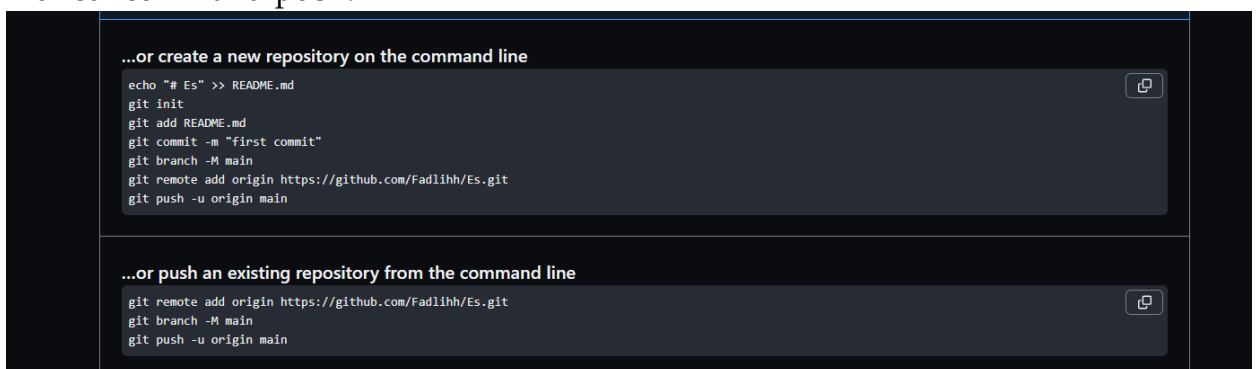 ...or create a new repository on the command line
echo "# Es" >> README.md
git init
git add README.md
git commit -m "first commit"
git branch -M main
git remote add origin https://github.com/Fadlihh/Es.git
git push -u origin main
...or push an existing repository from the command line
git remote add origin https://github.com/Fadlihh/Es.git
git branch -M main
git push -u origin main